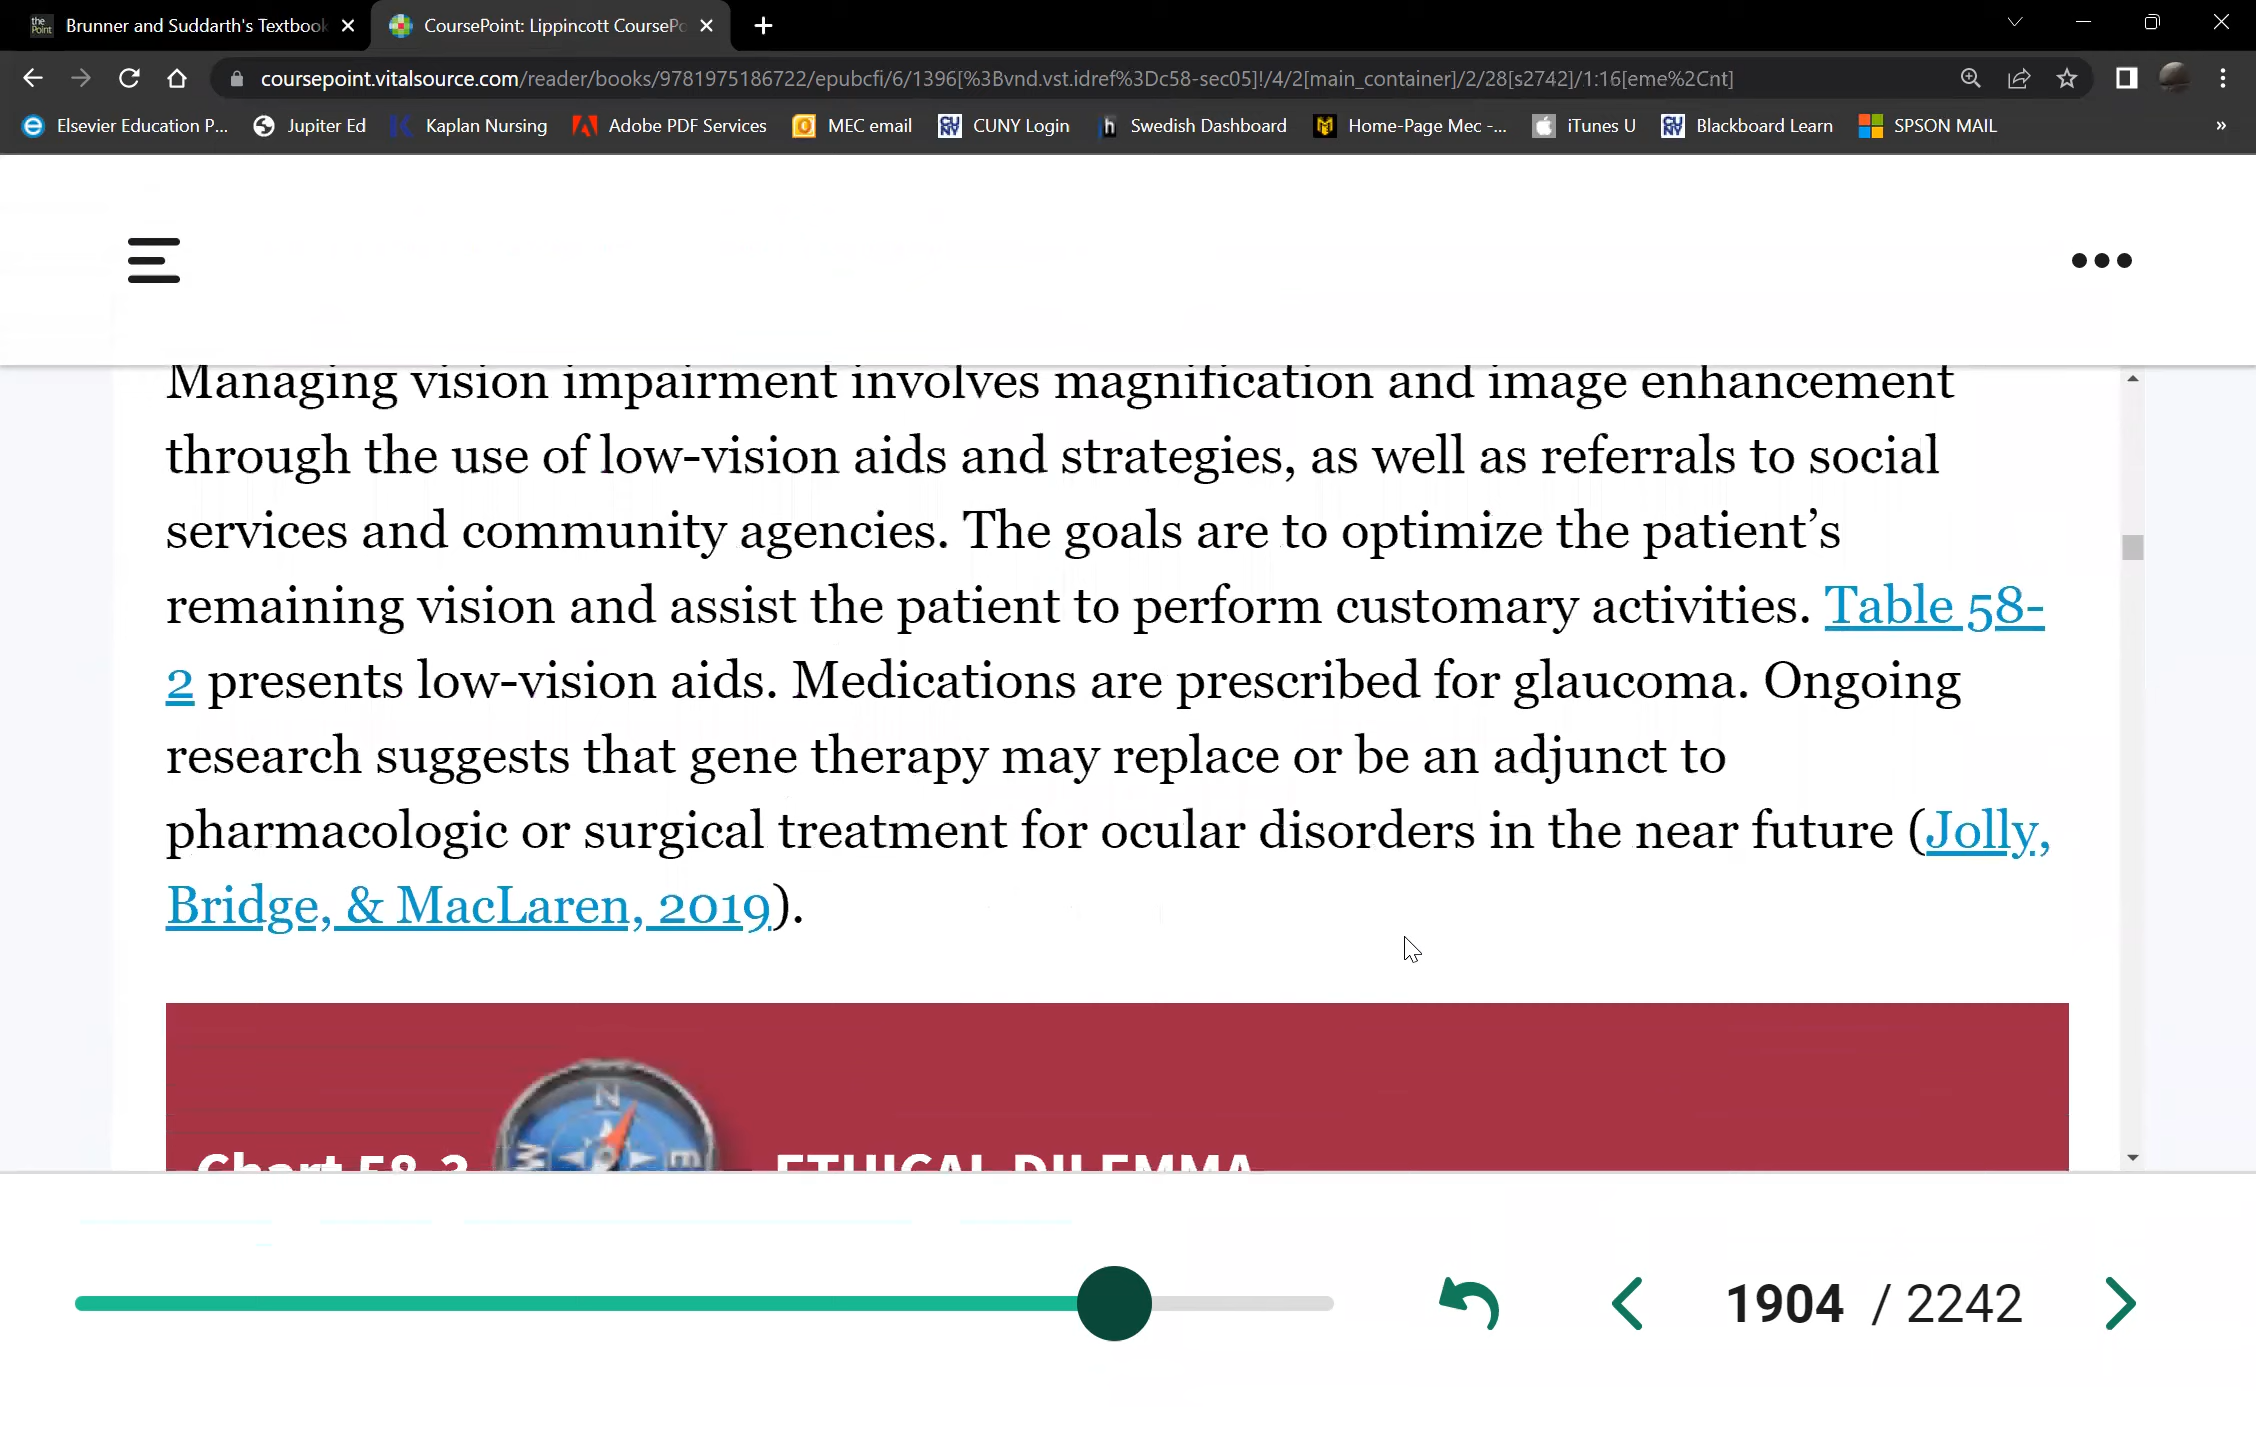 the Point
Brunner and Suddarth's Textbook
CoursePoint: Lippincott CoursePo
coursepoint.vitalsource.com/reader/books/9781975186722/epubcfi/6/1396[%3Bvnd.vst.idref%3Dc58-sec05]!/4/2[main_container]/2/28[s2742]/1:16[eme%2Cnt]
Elsevier Education P...
Jupiter Ed
Kaplan Nursing
Adobe PDF Services
MEC email
CUNY Login
Swedish Dashboard
Home-Page Mec -...
iTunes U
Blackboard Learn
SPSON MAIL
»
Managing vision impairment involves magnification and image enhancement
through the use of low-vision aids and strategies, as well as referrals to social
services and community agencies. The goals are to optimize the patient’s
remaining vision and assist the patient to perform customary activities. Table 58-
2 presents low-vision aids. Medications are prescribed for glaucoma. Ongoing
research suggests that gene therapy may replace or be an adjunct to
pharmacologic or surgical treatment for ocular disorders in the near future (Jolly,
Bridge, & MacLaren, 2019).
N
W E
Chart 58-3 ETHICAL DILEMMA
1904 / 2242